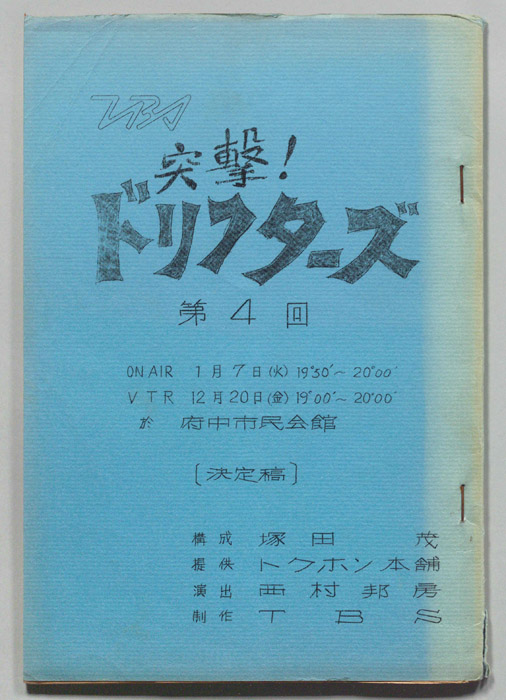 TBS
突撃!
ドリフターズ
第4回
ON AIR 1月7日(火) 19°50′～20°00′
VTR 12月20日(金) 19°00′～20°00′
於 府中市民会館
〔決定稿〕
構成 塚田 茂
提供 トクホン本舗
演出 西村邦房
制作 TBS